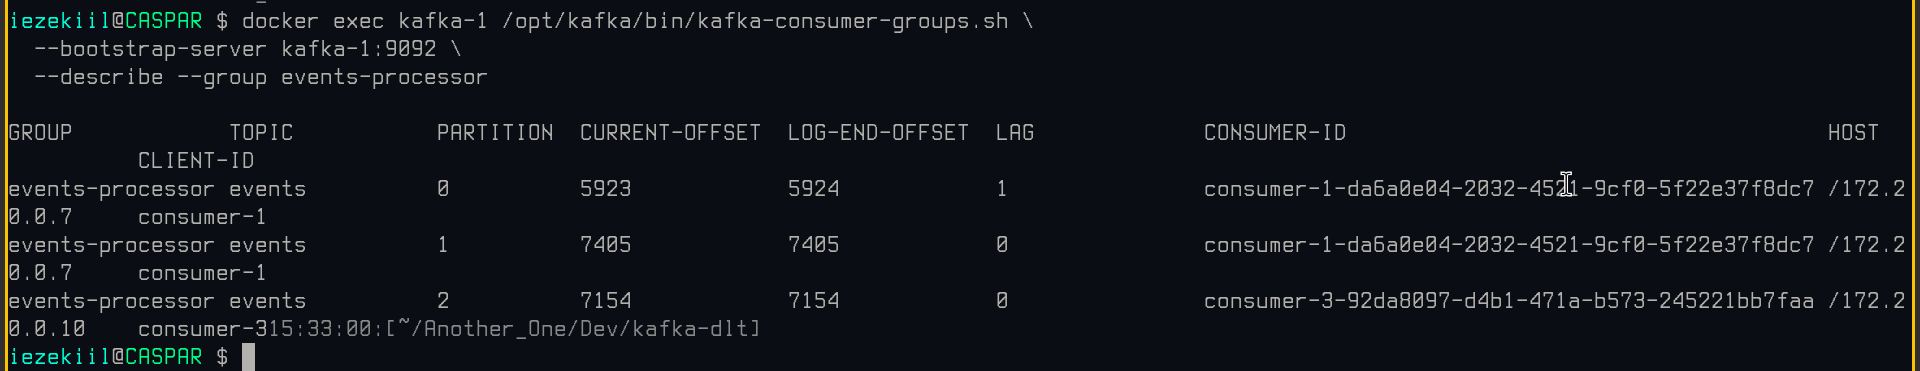 iezekiil@CASPAR $ docker exec kafka-1 /opt/kafka/bin/kafka-consumer-groups.sh \
  --bootstrap-server kafka-1:9092 \
  --describe --group events-processor

GROUP            TOPIC           PARTITION  CURRENT-OFFSET  LOG-END-OFFSET  LAG             CONSUMER-ID                                     HOST
          CLIENT-ID
events-processor events          0          5923            5924            1               consumer-1-da6a0e04-2032-4521-9cf0-5f22e37f8dc7 /172.2
0.0.7     consumer-1
events-processor events          1          7405            7405            0               consumer-1-da6a0e04-2032-4521-9cf0-5f22e37f8dc7 /172.2
0.0.7     consumer-1
events-processor events          2          7154            7154            0               consumer-3-92da8097-d4b1-471a-b573-245221bb7faa /172.2
0.0.10    consumer-315:33:00:[~/Another_One/Dev/kafka-dlt]
iezekiil@CASPAR $